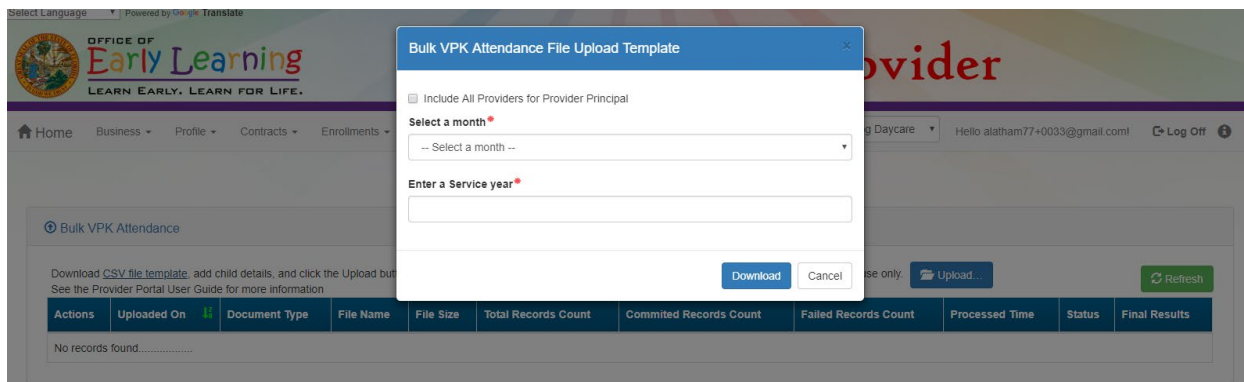 Select Language Powered by Google Translate
OFFICE OF
Early Learning
LEARN EARLY. LEARN FOR LIFE.
ovider
Home Business Profile Contracts Enrollments
g Daycare Hello alatham77+0033@gmail.com! Log Off
Bulk VPK Attendance File Upload Template ×
Include All Providers for Provider Principal
Select a month*
-- Select a month --
Enter a Service year*
Download Cancel
Bulk VPK Attendance
Download CSV file template, add child details, and click the Upload but se only. Upload... Refresh
See the Provider Portal User Guide for more information
Actions Uploaded On Document Type File Name File Size Total Records Count Commited Records Count Failed Records Count Processed Time Status Final Results
No records found..................